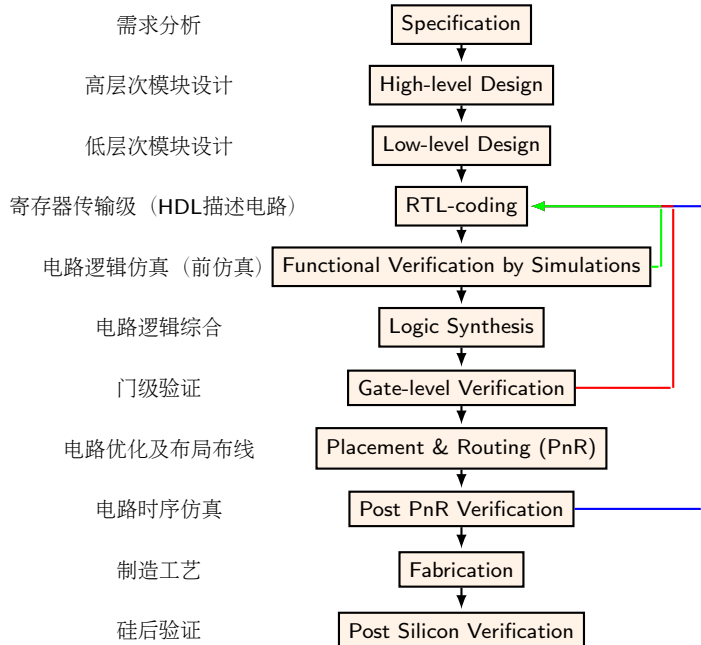 需求分析 Specification
高层次模块设计 High-level Design
低层次模块设计 Low-level Design
寄存器传输级（HDL描述电路） RTL-coding
电路逻辑仿真（前仿真） Functional Verification by Simulations
电路逻辑综合 Logic Synthesis
门级验证 Gate-level Verification
电路优化及布局布线 Placement & Routing (PnR)
电路时序仿真 Post PnR Verification
制造工艺 Fabrication
硅后验证 Post Silicon Verification